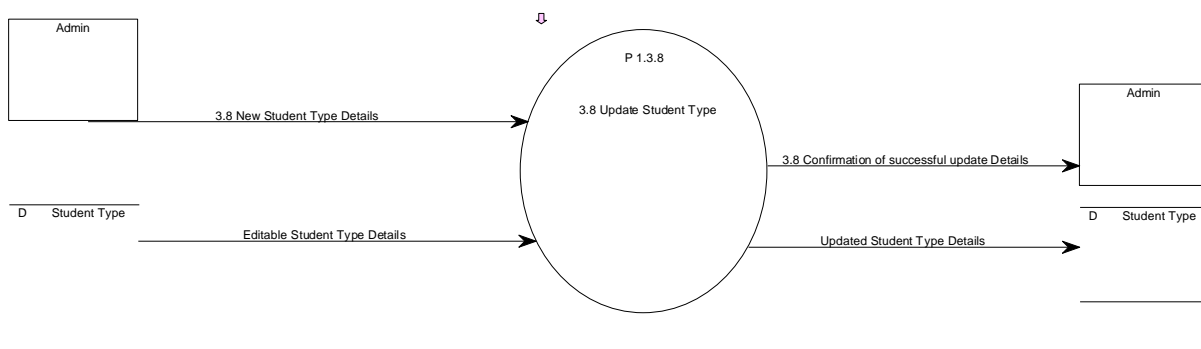 Admin
P 1.3.8
3.8 Update Student Type
3.8 New Student Type Details
Admin
3.8 Confirmation of successful update Details
D Student Type
D Student Type
Editable Student Type Details
Updated Student Type Details